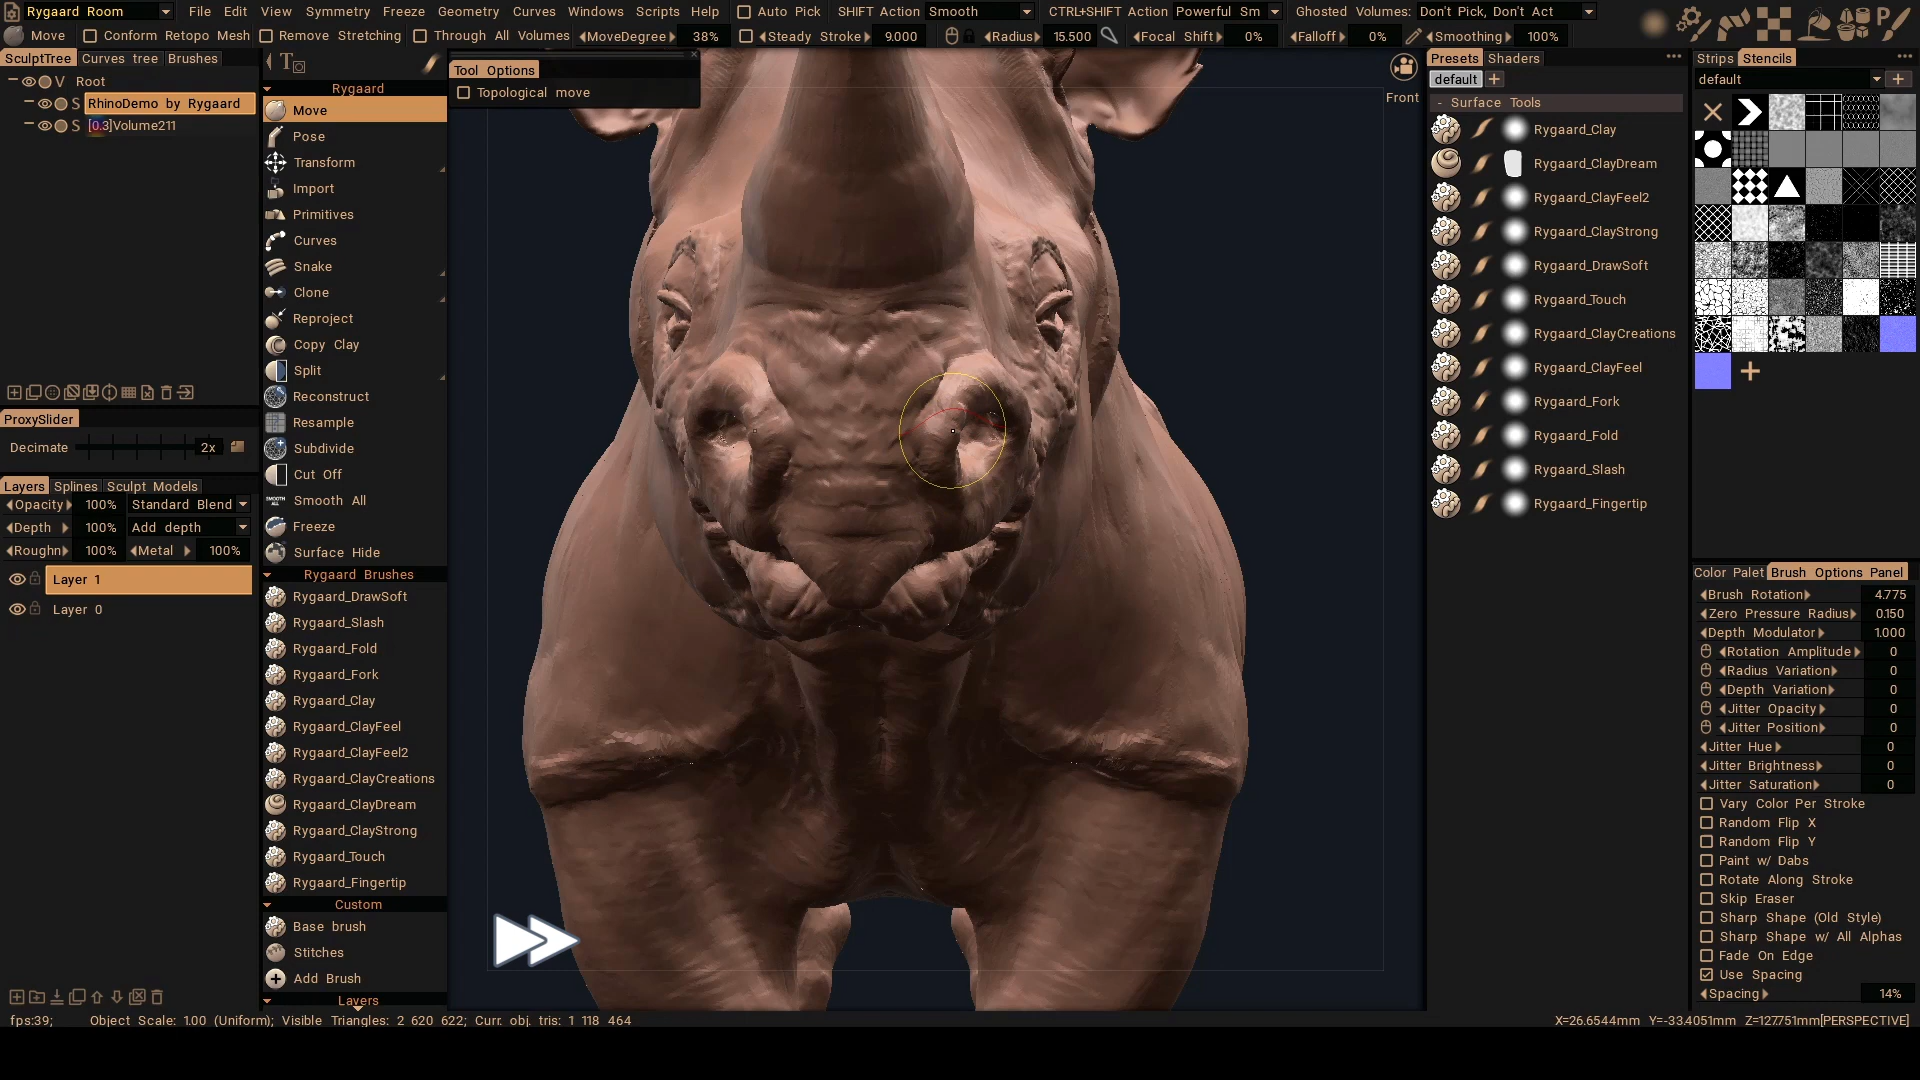 Rygaard Room File Edit View Symmetry Freeze Geometry Curves Windows Scripts Help Auto Pick SHIFT Action Smooth CTRL+SHIFT Action Powerful Sm Ghosted Volumes: Don't Pick, Don't Act
Move Conform Retopo Mesh Remove Stretching Through All Volumes MoveDegree 38% Steady Stroke 9.000 Radius 15.500 Focal Shift 0% Falloff 0% Smoothing 100%
SculptTree Curves tree Brushes
V Root
S RhinoDemo by Rygaard
S [0.3]Volume211
ProxySlider
Decimate 2x
Layers Splines Sculpt Models
Opacity 100% Standard Blend
Depth 100% Add depth
Roughn 100% Metal 100%
Layer 1
Layer 0
Rygaard
Move
Pose
Transform
Import
Primitives
Curves
Snake
Clone
Reproject
Copy Clay
Split
Reconstruct
Resample
Subdivide
Cut Off
SMOOTH ALL Smooth All
Freeze
Surface Hide
Rygaard Brushes
Rygaard_DrawSoft
Rygaard_Slash
Rygaard_Fold
Rygaard_Fork
Rygaard_Clay
Rygaard_ClayFeel
Rygaard_ClayFeel2
Rygaard_ClayCreations
Rygaard_ClayDream
Rygaard_ClayStrong
Rygaard_Touch
Rygaard_Fingertip
Custom
Base brush
Stitches
Add Brush
Layers
Tool Options
Topological move
Front
Presets Shaders
default
- Surface Tools
Rygaard_Clay
Rygaard_ClayDream
Rygaard_ClayFeel2
Rygaard_ClayStrong
Rygaard_DrawSoft
Rygaard_Touch
Rygaard_ClayCreations
Rygaard_ClayFeel
Rygaard_Fork
Rygaard_Fold
Rygaard_Slash
Rygaard_Fingertip
Strips Stencils
default
Color Palet Brush Options Panel
Brush Rotation 4.775
Zero Pressure Radius 0.150
Depth Modulator 1.000
Rotation Amplitude 0
Radius Variation 0
Depth Variation 0
Jitter Opacity 0
Jitter Position 0
Jitter Hue 0
Jitter Brightness 0
Jitter Saturation 0
Vary Color Per Stroke
Random Flip X
Random Flip Y
Paint w/ Dabs
Rotate Along Stroke
Skip Eraser
Sharp Shape (Old Style)
Sharp Shape w/ All Alphas
Fade On Edge
Use Spacing
Spacing 14%
fps:39; Object Scale: 1.00 (Uniform); Visible Triangles: 2 620 622; Curr. obj. tris: 1 118 464 X=26.6544mm Y=-33.4051mm Z=127.751mm[PERSPECTIVE]